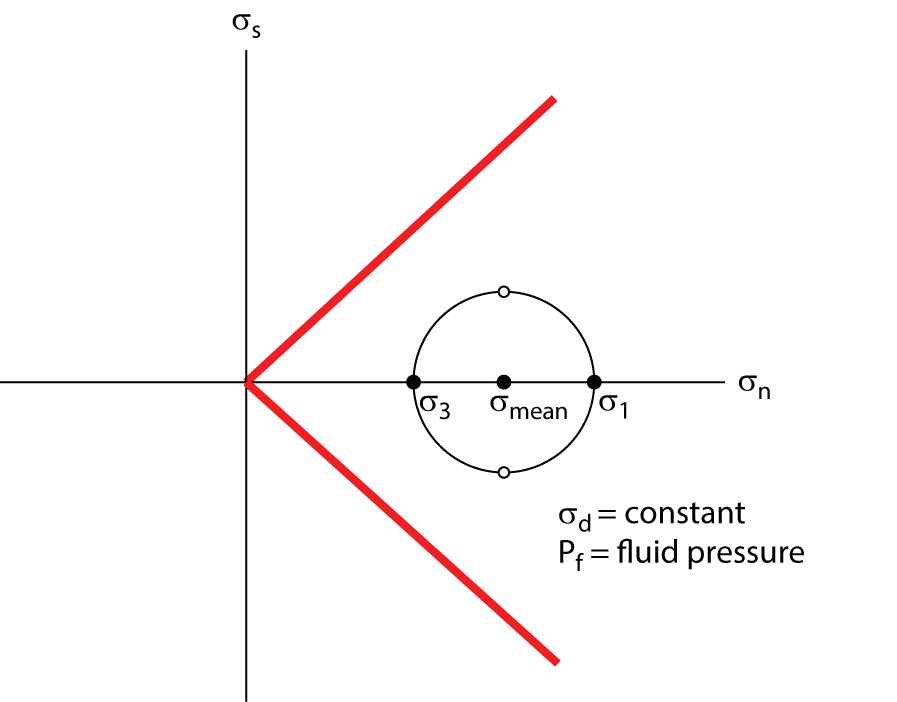 σs
σn
σ3
σmean
σ1
σd = constant
Pf = fluid pressure